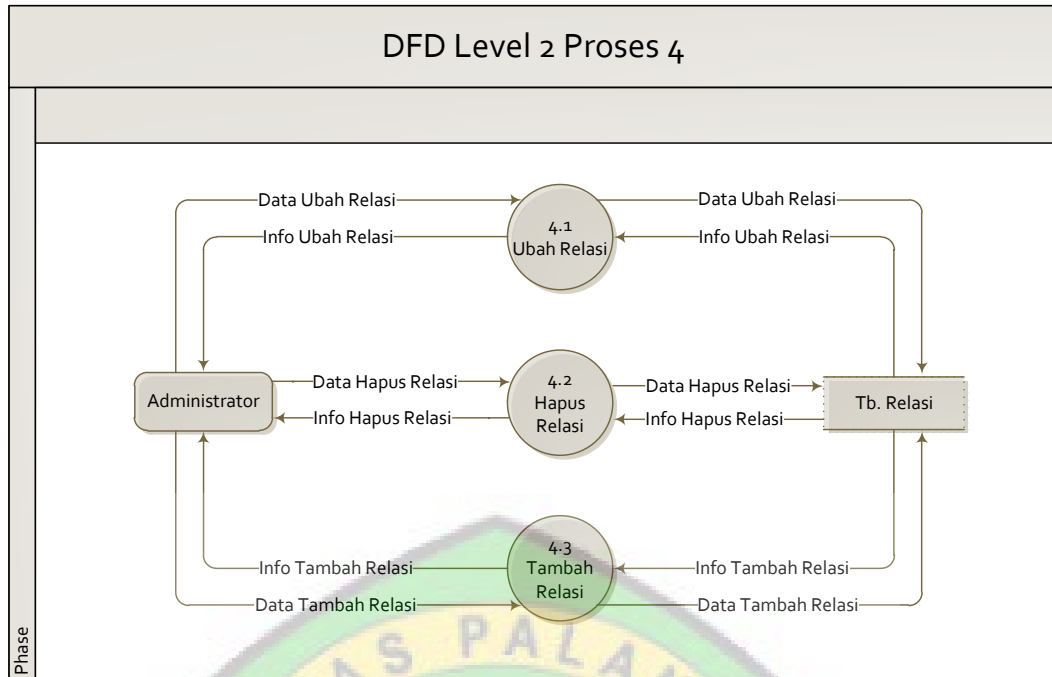 DFD Level 2 Proses 4
Phase
Data Ubah Relasi
Info Ubah Relasi
4.1
Ubah Relasi
Data Ubah Relasi
Info Ubah Relasi
Administrator
Data Hapus Relasi
Info Hapus Relasi
4.2
Hapus
Relasi
Data Hapus Relasi
Info Hapus Relasi
Tb. Relasi
Info Tambah Relasi
Data Tambah Relasi
4.3
Tambah
Relasi
Info Tambah Relasi
Data Tambah Relasi
AS PALAN